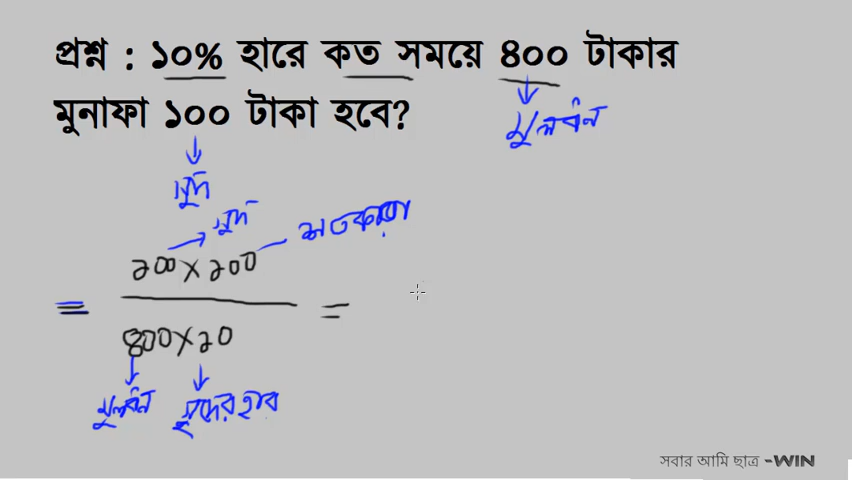 প্রশ্ন : ১০% হারে কত সময়ে ৪০০ টাকার
মুনাফা ১০০ টাকা হবে?
মূলধন
সুদ
সুদ
শতকরা
= ১০০ × ১০০ =
৪০০ × ১০
মূলধন সুদের হার
সবার আমি ছাত্র -WIN